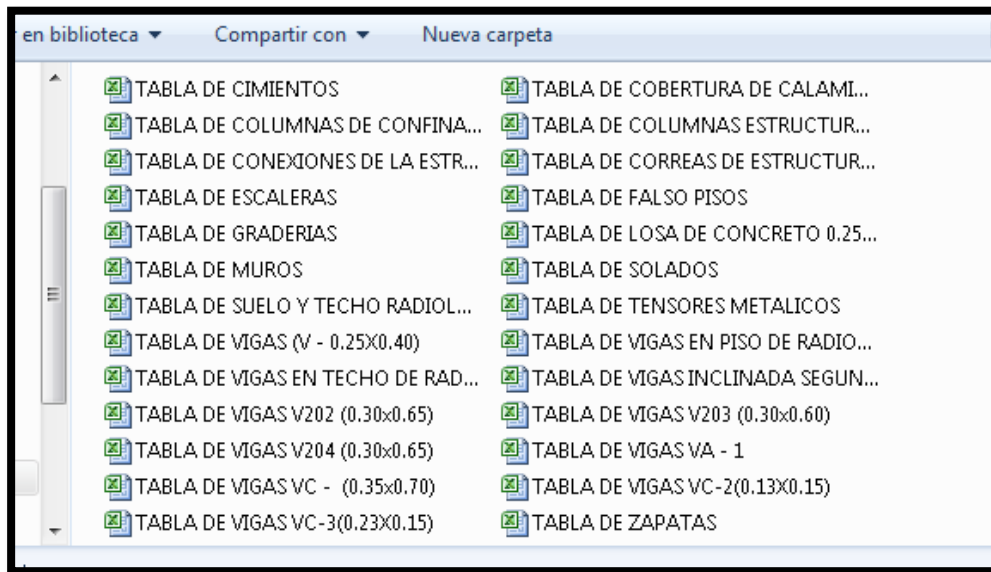 en biblioteca Compartir con Nueva carpeta
TABLA DE CIMIENTOS TABLA DE COBERTURA DE CALAMI...
TABLA DE COLUMNAS DE CONFINA... TABLA DE COLUMNAS ESTRUCTUR...
TABLA DE CONEXIONES DE LA ESTR... TABLA DE CORREAS DE ESTRUCTUR...
TABLA DE ESCALERAS TABLA DE FALSO PISOS
TABLA DE GRADERIAS TABLA DE LOSA DE CONCRETO 0.25...
TABLA DE MUROS TABLA DE SOLADOS
TABLA DE SUELO Y TECHO RADIOL... TABLA DE TENSORES METALICOS
TABLA DE VIGAS (V - 0.25X0.40) TABLA DE VIGAS EN PISO DE RADIO...
TABLA DE VIGAS EN TECHO DE RAD... TABLA DE VIGAS INCLINADA SEGUN...
TABLA DE VIGAS V202 (0.30x0.65) TABLA DE VIGAS V203 (0.30x0.60)
TABLA DE VIGAS V204 (0.30x0.65) TABLA DE VIGAS VA - 1
TABLA DE VIGAS VC - (0.35x0.70) TABLA DE VIGAS VC-2(0.13X0.15)
TABLA DE VIGAS VC-3(0.23X0.15) TABLA DE ZAPATAS